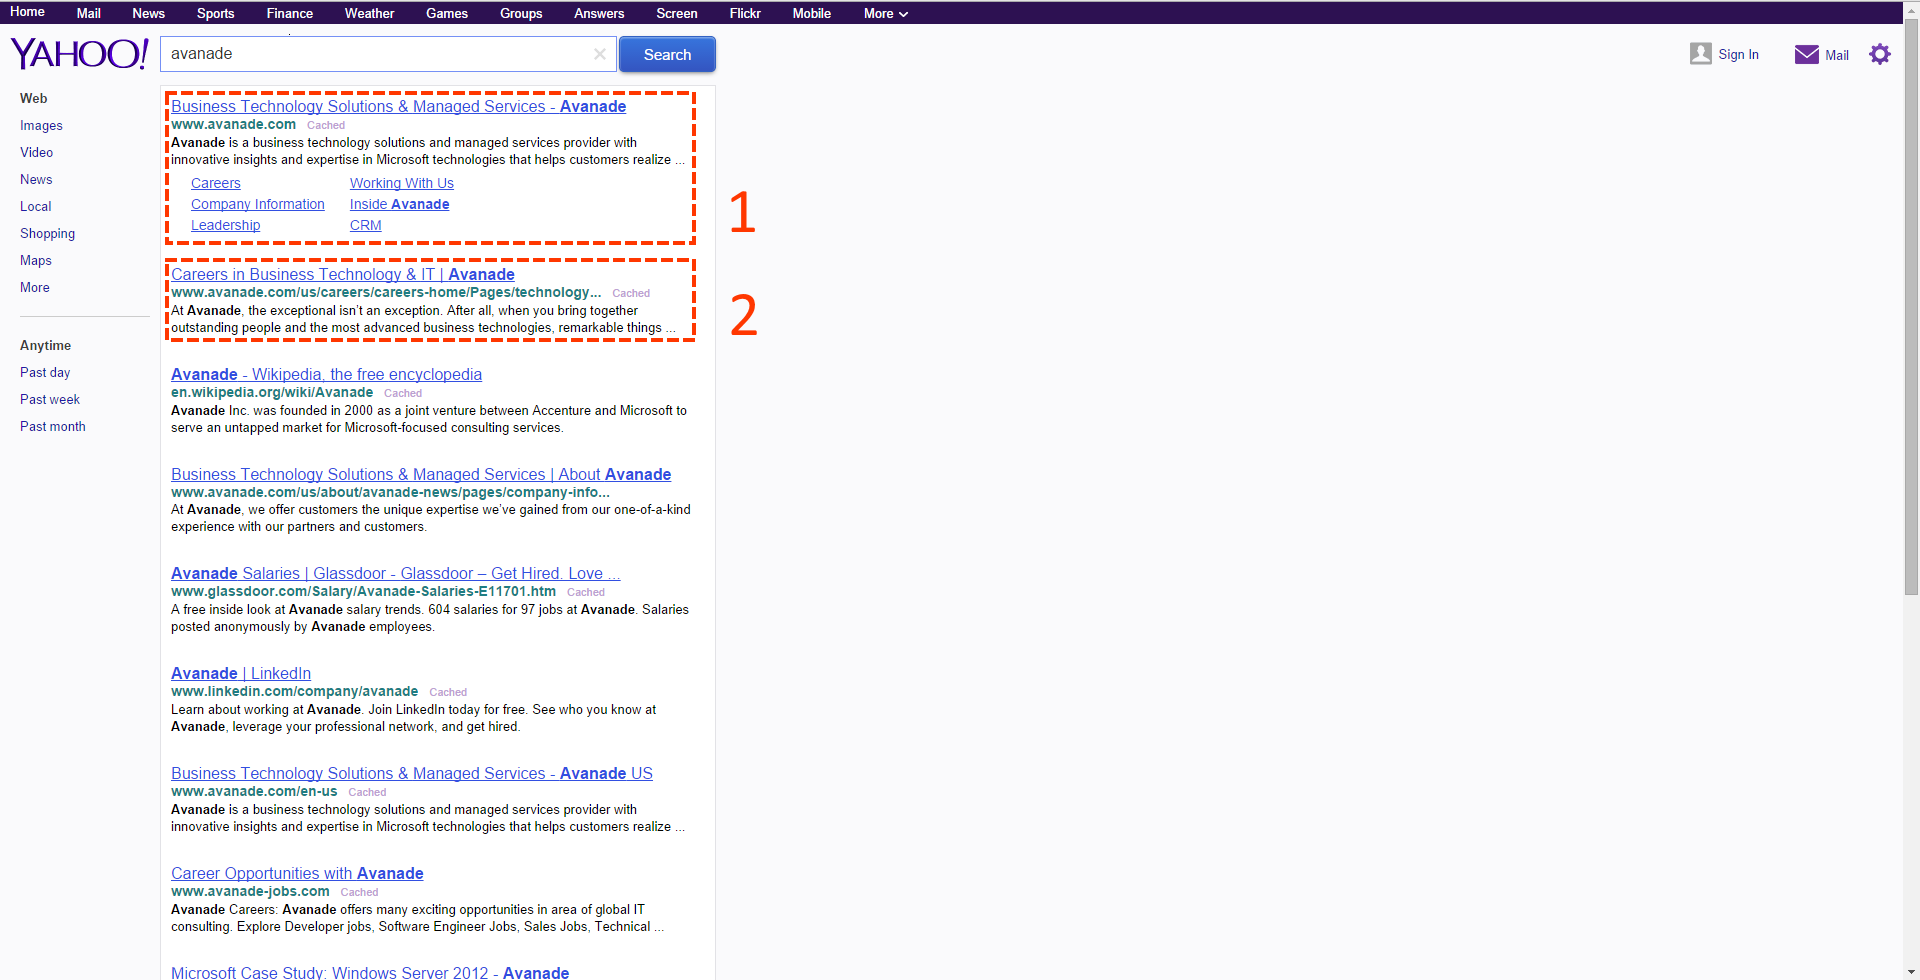 Home Mail News Sports Finance Weather Games Groups Answers Screen Flickr Mobile More
YAHOO! avanade Search Sign In Mail
Web
Images
Video
News
Local
Shopping
Maps
More
Anytime
Past day
Past week
Past month
Business Technology Solutions & Managed Services - Avanade
www.avanade.com Cached
Avanade is a business technology solutions and managed services provider with
innovative insights and expertise in Microsoft technologies that helps customers realize ...
Careers Working With Us
Company Information Inside Avanade
Leadership CRM
1
Careers in Business Technology & IT | Avanade
www.avanade.com/us/careers/careers-home/Pages/technology... Cached
At Avanade, the exceptional isn't an exception. After all, when you bring together
outstanding people and the most advanced business technologies, remarkable things ...
2
Avanade - Wikipedia, the free encyclopedia
en.wikipedia.org/wiki/Avanade Cached
Avanade Inc. was founded in 2000 as a joint venture between Accenture and Microsoft to
serve an untapped market for Microsoft-focused consulting services.
Business Technology Solutions & Managed Services | About Avanade
www.avanade.com/us/about/avanade-news/pages/company-info...
At Avanade, we offer customers the unique expertise we've gained from our one-of-a-kind
experience with our partners and customers.
Avanade Salaries | Glassdoor - Glassdoor – Get Hired. Love ...
www.glassdoor.com/Salary/Avanade-Salaries-E11701.htm Cached
A free inside look at Avanade salary trends. 604 salaries for 97 jobs at Avanade. Salaries
posted anonymously by Avanade employees.
Avanade | LinkedIn
www.linkedin.com/company/avanade Cached
Learn about working at Avanade. Join LinkedIn today for free. See who you know at
Avanade, leverage your professional network, and get hired.
Business Technology Solutions & Managed Services - Avanade US
www.avanade.com/en-us Cached
Avanade is a business technology solutions and managed services provider with
innovative insights and expertise in Microsoft technologies that helps customers realize ...
Career Opportunities with Avanade
www.avanade-jobs.com Cached
Avanade Careers: Avanade offers many exciting opportunities in area of global IT
consulting. Explore Developer jobs, Software Engineer Jobs, Sales Jobs, Technical ...
Microsoft Case Study: Windows Server 2012 - Avanade